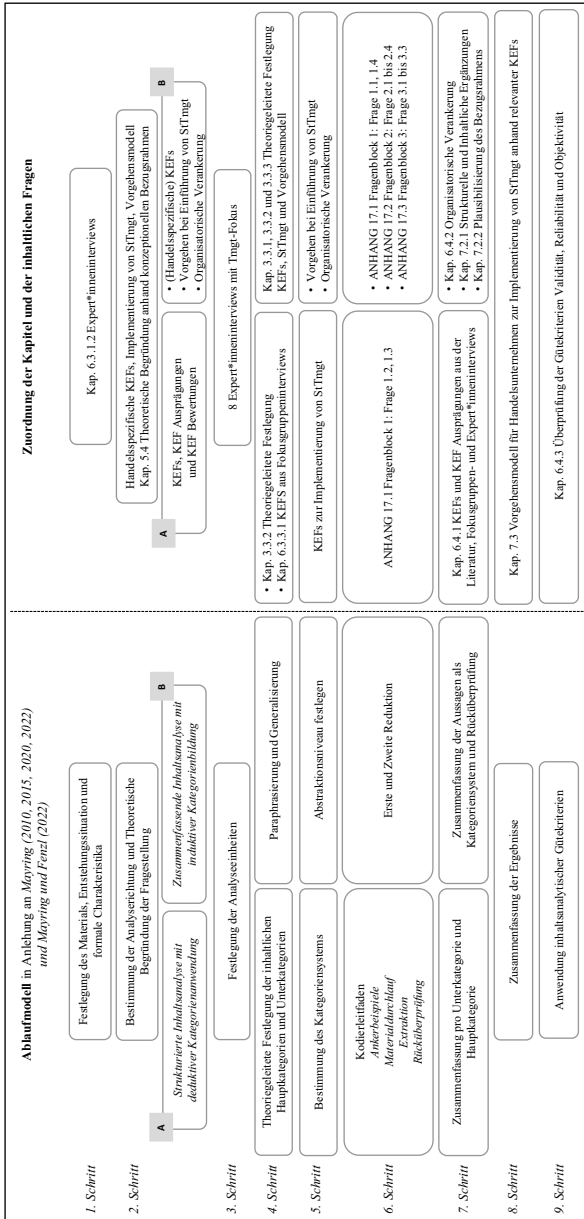 Ablaufmodell in Anlehung an Mayring (2010, 2015, 2020, 2022)
und Mayring und Fenzl (2022)
Zuordnung der Kapitel und der inhaltlichen Fragen
1. Schritt
Festlegung des Materials, Entstehungssituation und
formale Charakteristika
Kap. 6.3.1.2 Expert*inneninterviews
2. Schritt
Bestimmung der Analyserichtung und Theoretische
Begründung der Fragestellung
Handelsspezifische KEFs, Implementierung von StTmgt, Vorgehensmodell
Kap. 5.4 Theoretische Begründung anhand konzeptionellen Bezugsrahmen
A
Strukturierte Inhaltsanalyse mit
deduktiver Kategorienanwendung
B
Zusammenfassende Inhaltsanalyse mit
induktiver Kategorienbildung
A
KEFs, KEF Ausprägungen
und KEF Bewertungen
B
• (Handelsspezifische) KEFs
• Vorgehen bei Einführung von StTmgt
• Organisatorische Verankerung
3. Schritt
Festlegung der Analyseeinheiten
8 Expert*inneninterviews mit Tmgt-Fokus
4. Schritt
Theoriegeleitete Festlegung der inhaltlichen
Hauptkategorien und Unterkategorien
Paraphrasierung und Generalisierung
• Kap. 3.3.2 Theoriegeleitete Festlegung
• Kap. 6.3.3.1 KEFS aus Fokusgruppeninterviews
Kap. 3.3.1, 3.3.2 und 3.3.3 Theoriegeleitete Festlegung
KEFs, StTmgt und Vorgehensmodell
5. Schritt
Bestimmung des Kategoriensystems
Abstraktionsniveau festlegen
KEFs zur Implementierung von StTmgt
• Vorgehen bei Einführung von StTmgt
• Organisatorische Verankerung
6. Schritt
Kodierleitfaden
Ankerbeispiele
Materialdurchlauf
Extraktion
Rücküberprüfung
Erste und Zweite Reduktion
ANHANG 17.1 Fragenblock 1: Frage 1.2, 1.3
• ANHANG 17.1 Fragenblock 1: Frage 1.1, 1.4
• ANHANG 17.2 Fragenblock 2: Frage 2.1 bis 2.4
• ANHANG 17.3 Fragenblock 3: Frage 3.1 bis 3.3
7. Schritt
Zusammenfassung pro Unterkategorie und
Hauptkategorie
Zusammenfassung der Aussagen als
Kategoriensystem und Rücküberprüfung
Kap. 6.4.1 KEFs und KEF Ausprägungen aus der
Literatur, Fokusgruppen- und Expert*inneninterviews
• Kap. 6.4.2 Organisatorische Verankerung
• Kap. 7.2.1 Strukturelle und Inhaltliche Ergänzungen
• Kap. 7.2.2 Plausibilisierung des Bezugsrahmens
8. Schritt
Zusammenfassung der Ergebnisse
Kap. 7.3 Vorgehensmodell für Handelsunternehmen zur Implementierung von StTmgt anhand relevanter KEFs
9. Schritt
Anwendung inhaltsanalytischer Gütekriterien
Kap. 6.4.3 Überprüfung der Gütekriterien Validität, Reliabilität und Objektivität